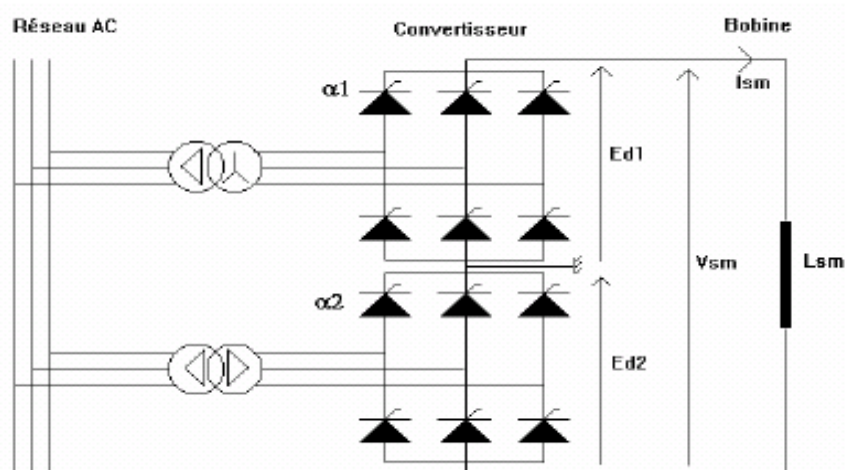 Réseau AC
Convertisseur
Bobine
Ism
α1
Ed1
Vsm
Lsm
α2
Ed2